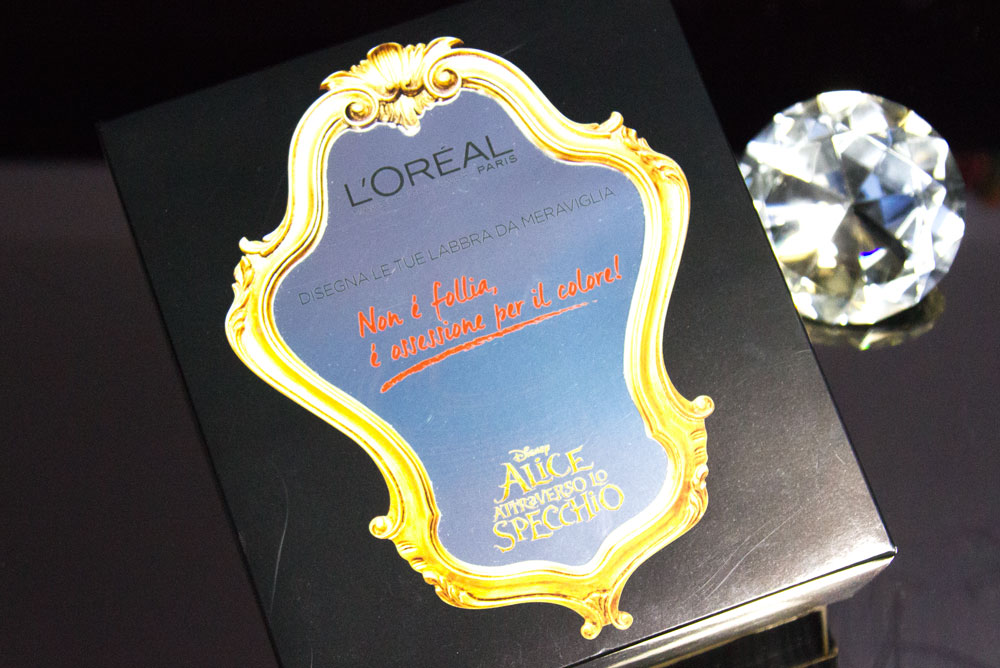 L'ORÉAL
PARIS
DISEGNA LE TUE LABBRA DA MERAVIGLIA
Non é follia,
é ossessione per il colore!
Disney
ALICE
ATTRAVERSO LO
SPECCHIO